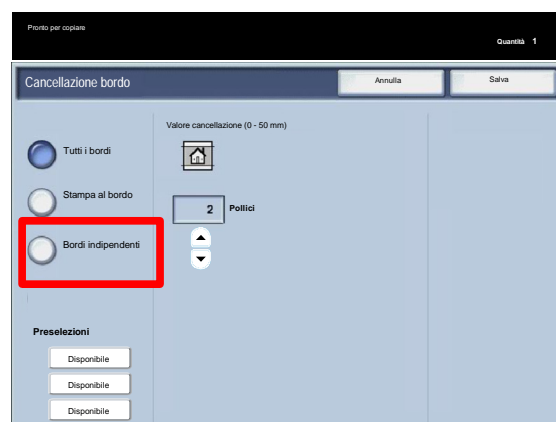 Pronto per copiare
Quantità 1
Cancellazione bordo
Annulla
Salva
Valore cancellazione (0 - 50 mm)
Tutti i bordi
Stampa al bordo
2 Pollici
Bordi indipendenti
Preselezioni
Disponibile
Disponibile
Disponibile